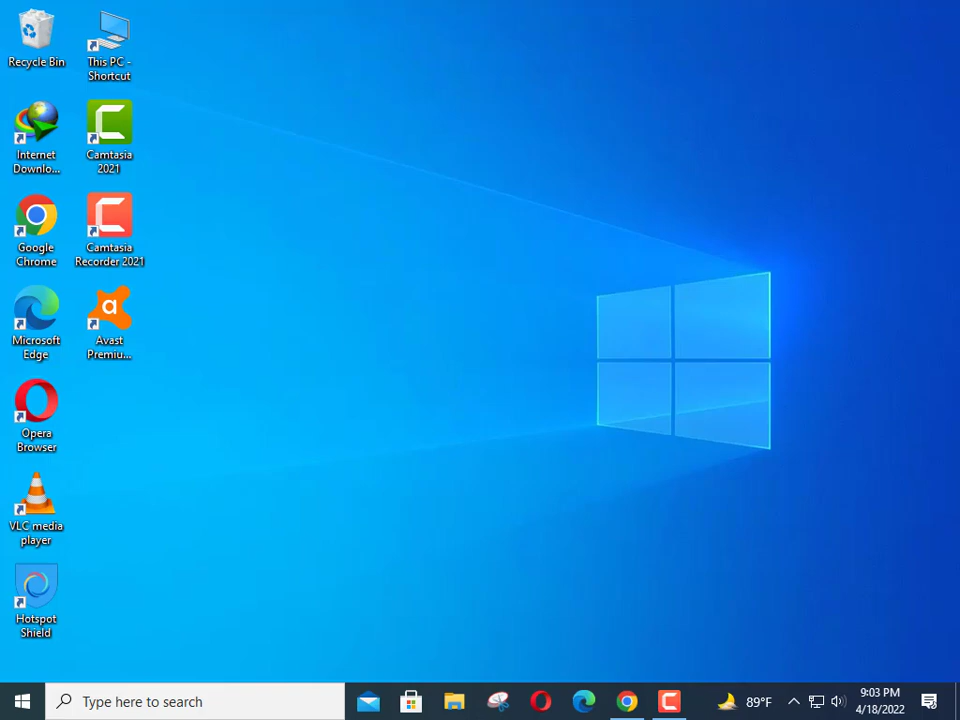 Recycle Bin
This PC -
Shortcut
Internet
Downlo...
Camtasia
2021
Google
Chrome
Camtasia
Recorder 2021
Microsoft
Edge
Avast
Premiu...
Opera
Browser
VLC media
player
Hotspot
Shield
Type here to search
89°F
9:03 PM
4/18/2022